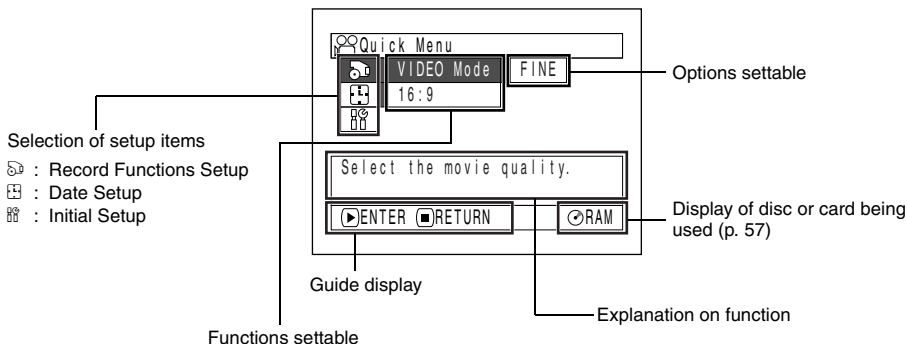 Quick Menu
VIDEO Mode FINE
16:9
Select the movie quality.
ENTER RETURN RAM
Options settable
Selection of setup items
: Record Functions Setup
: Date Setup
: Initial Setup
Display of disc or card being
used (p. 57)
Guide display
Explanation on function
Functions settable